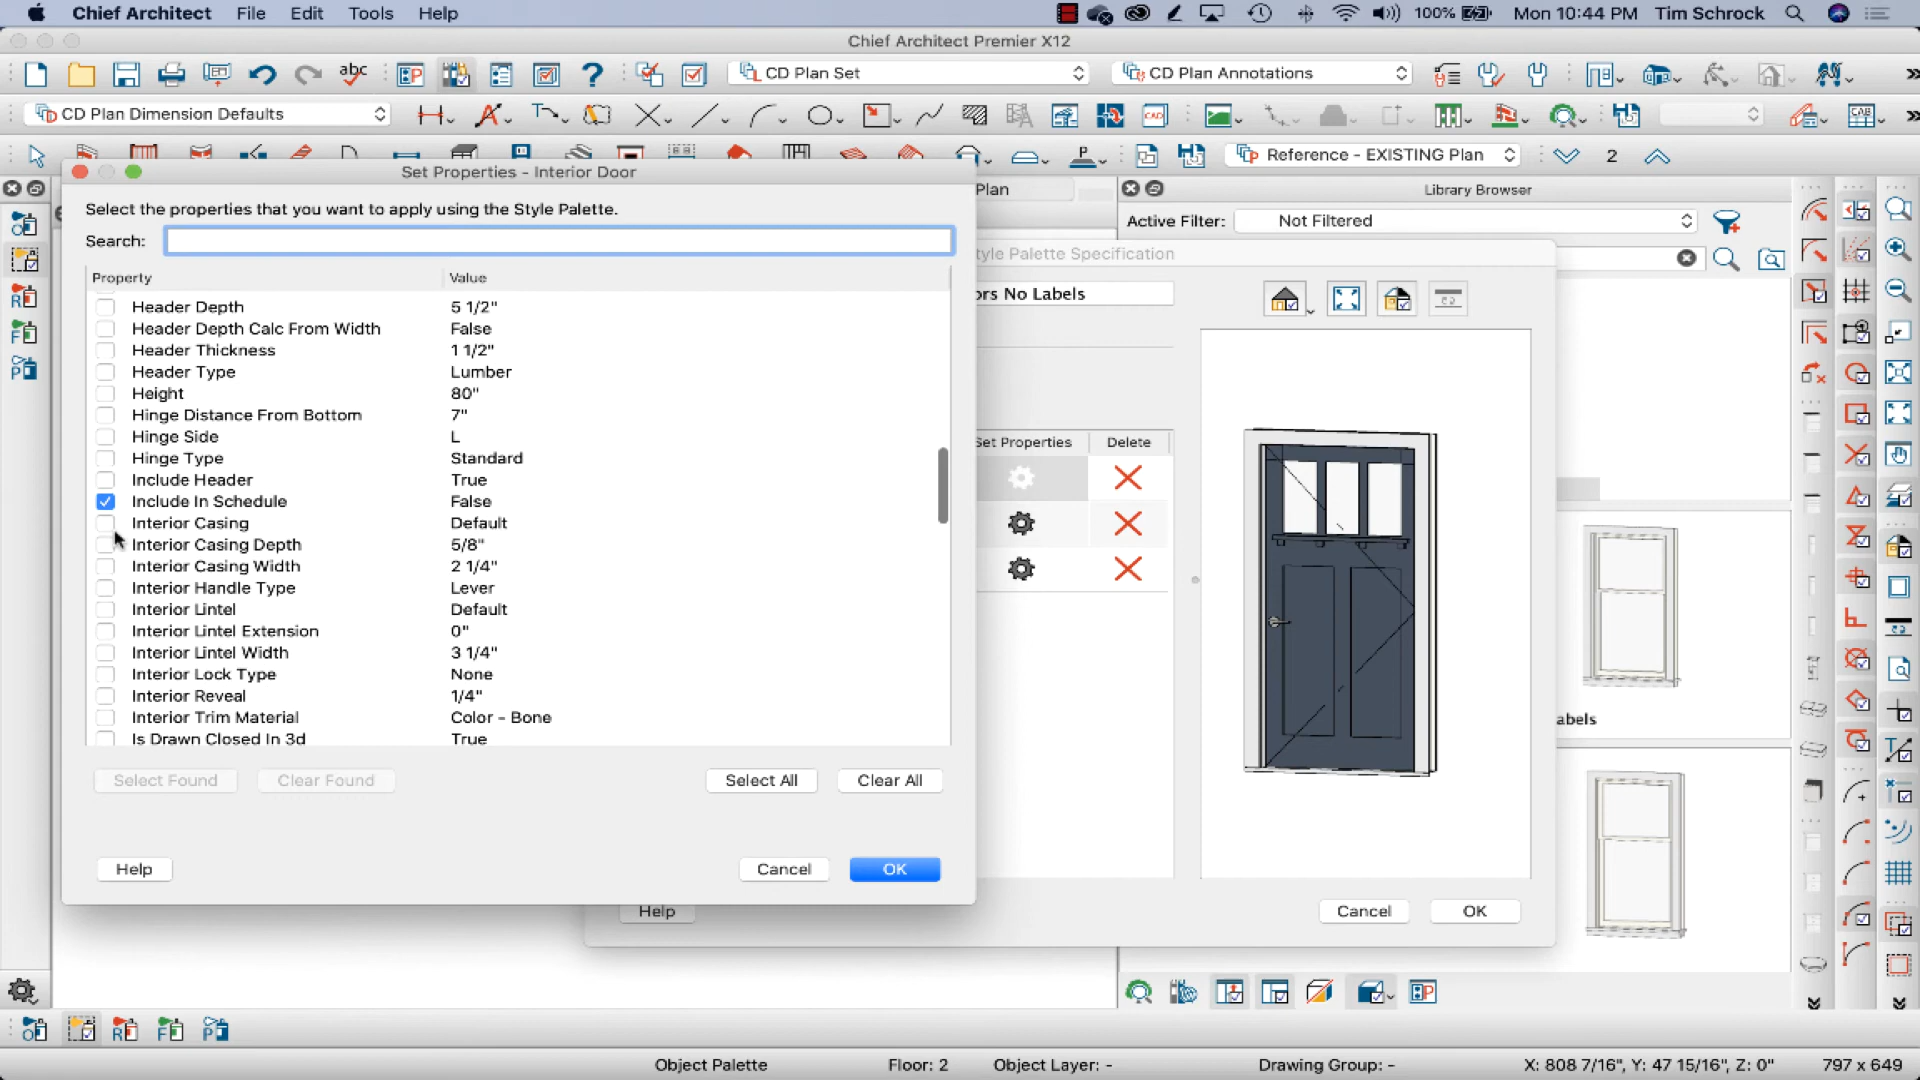 Chief Architect File Edit Tools Help 100% Mon 10:44 PM Tim Schrock
Chief Architect Premier X12
abc CD Plan Set CD Plan Annotations
CD Plan Dimension Defaults
Reference - EXISTING Plan 2
Set Properties - Interior Door
Plan
Library Browser
Select the properties that you want to apply using the Style Palette.
Active Filter: Not Filtered
Search:
tyle Palette Specification
Property Value
ors No Labels
Header Depth 5 1/2"
Header Depth Calc From Width False
Header Thickness 1 1/2"
Header Type Lumber
Height 80"
Hinge Distance From Bottom 7"
Hinge Side L
Set Properties Delete
Hinge Type Standard
Include Header True
Include In Schedule False
Interior Casing Default
Interior Casing Depth 5/8"
Interior Casing Width 2 1/4"
Interior Handle Type Lever
Interior Lintel Default
Interior Lintel Extension 0"
Interior Lintel Width 3 1/4"
Interior Lock Type None
Interior Reveal 1/4"
Interior Trim Material Color - Bone
abels
Is Drawn Closed In 3d True
Select Found Clear Found Select All Clear All
Help Cancel OK
Help Cancel OK
Object Palette Floor: 2 Object Layer: - Drawing Group: - X: 808 7/16", Y: 47 15/16", Z: 0" 797 x 649